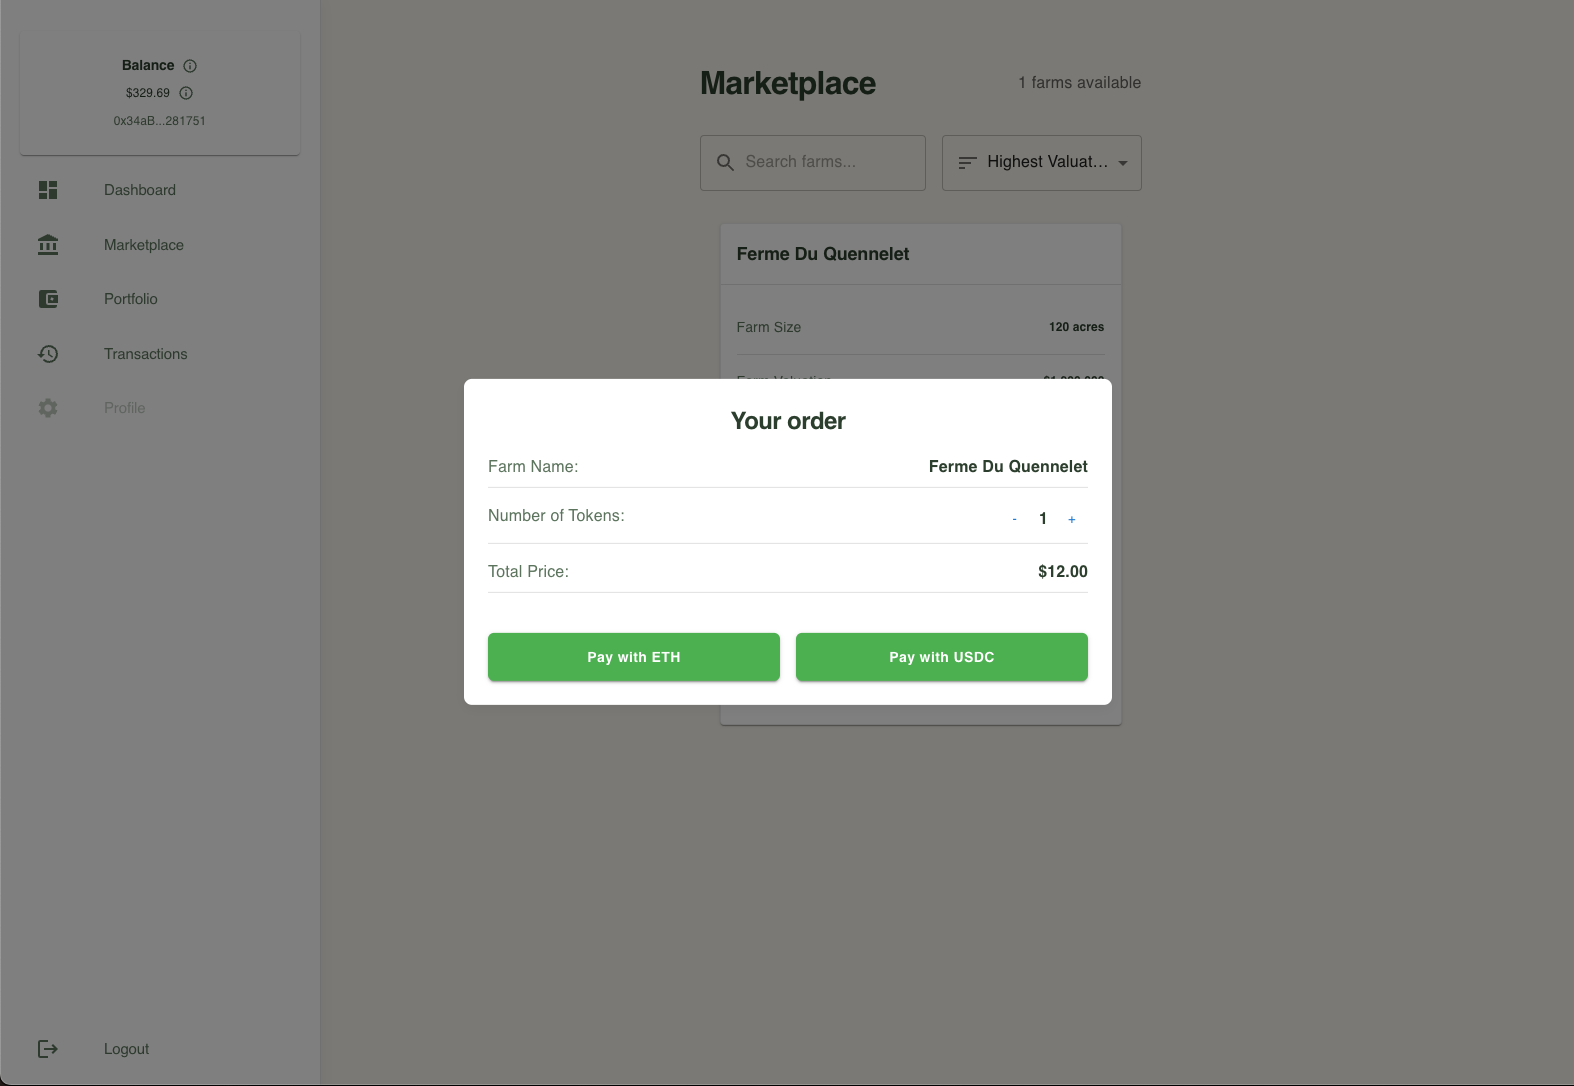 Balance
$329.69
0x34aB...281751
Dashboard
Marketplace
Portfolio
Transactions
Profile
Logout
Marketplace
1 farms available
Search farms...
Highest Valuat...
Ferme Du Quennelet
Farm Size 120 acres
Farm Valuation
Your order
Farm Name: Ferme Du Quennelet
Number of Tokens: - 1 +
Total Price: $12.00
Pay with ETH Pay with USDC